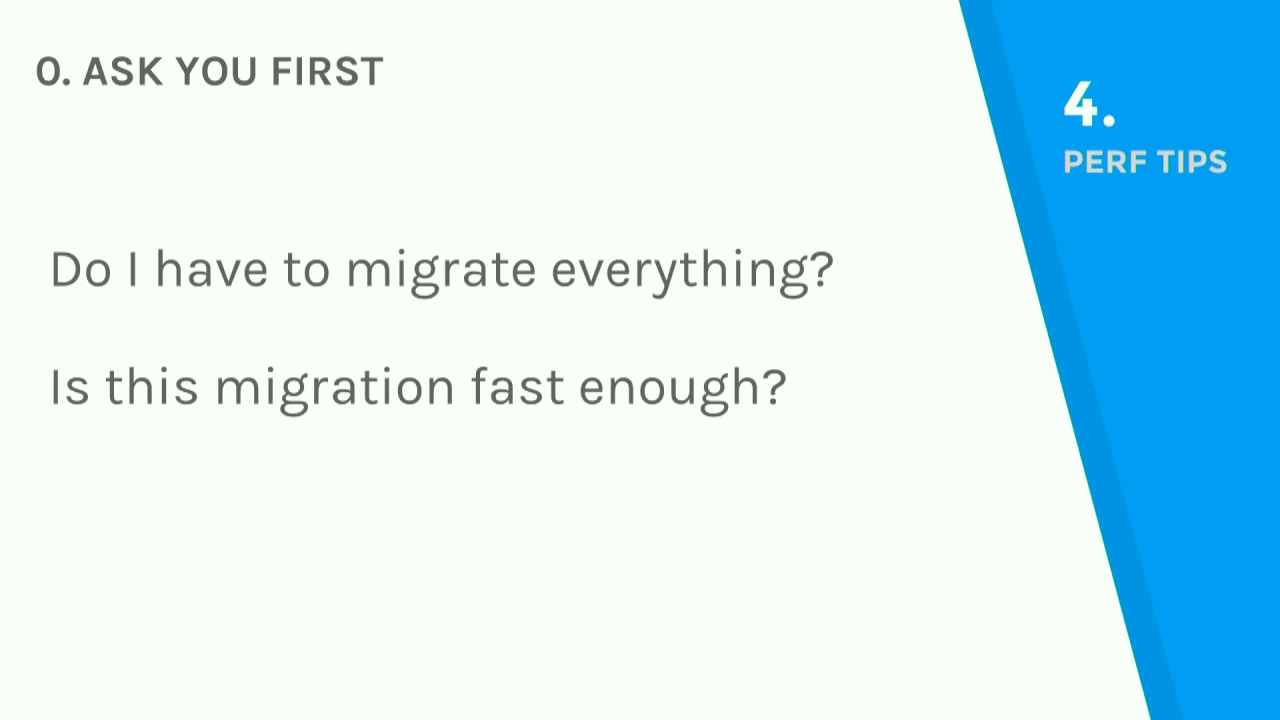 0. ASK YOU FIRST
Do I have to migrate everything?
Is this migration fast enough?
4.
PERF TIPS